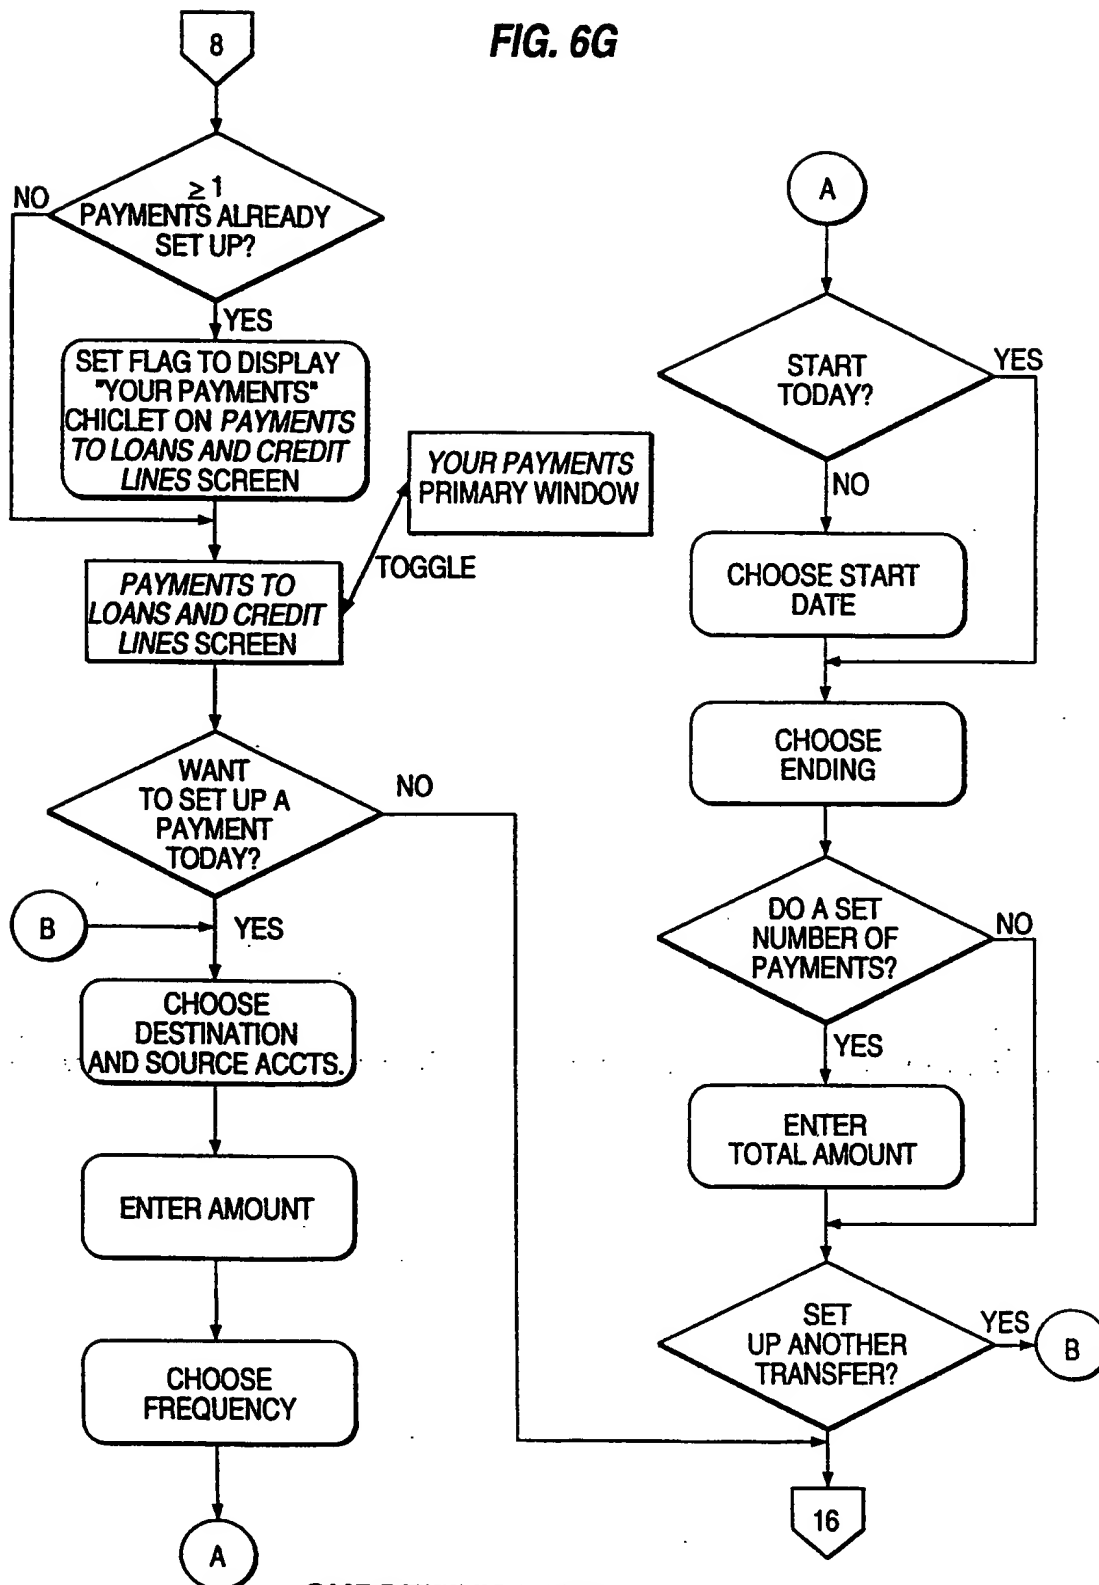 FIG. 6G
8
≥ 1
PAYMENTS ALREADY
SET UP?
NO
YES
SET FLAG TO DISPLAY
"YOUR PAYMENTS"
CHICLET ON PAYMENTS
TO LOANS AND CREDIT
LINES SCREEN
YOUR PAYMENTS
PRIMARY WINDOW
TOGGLE
PAYMENTS TO
LOANS AND CREDIT
LINES SCREEN
WANT
TO SET UP A
PAYMENT
TODAY?
NO
B
YES
CHOOSE
DESTINATION
AND SOURCE ACCTS.
ENTER AMOUNT
CHOOSE
FREQUENCY
A
A
START
TODAY?
YES
NO
CHOOSE START
DATE
CHOOSE
ENDING
DO A SET
NUMBER OF
PAYMENTS?
NO
YES
ENTER
TOTAL AMOUNT
SET
UP ANOTHER
TRANSFER?
YES
B
16